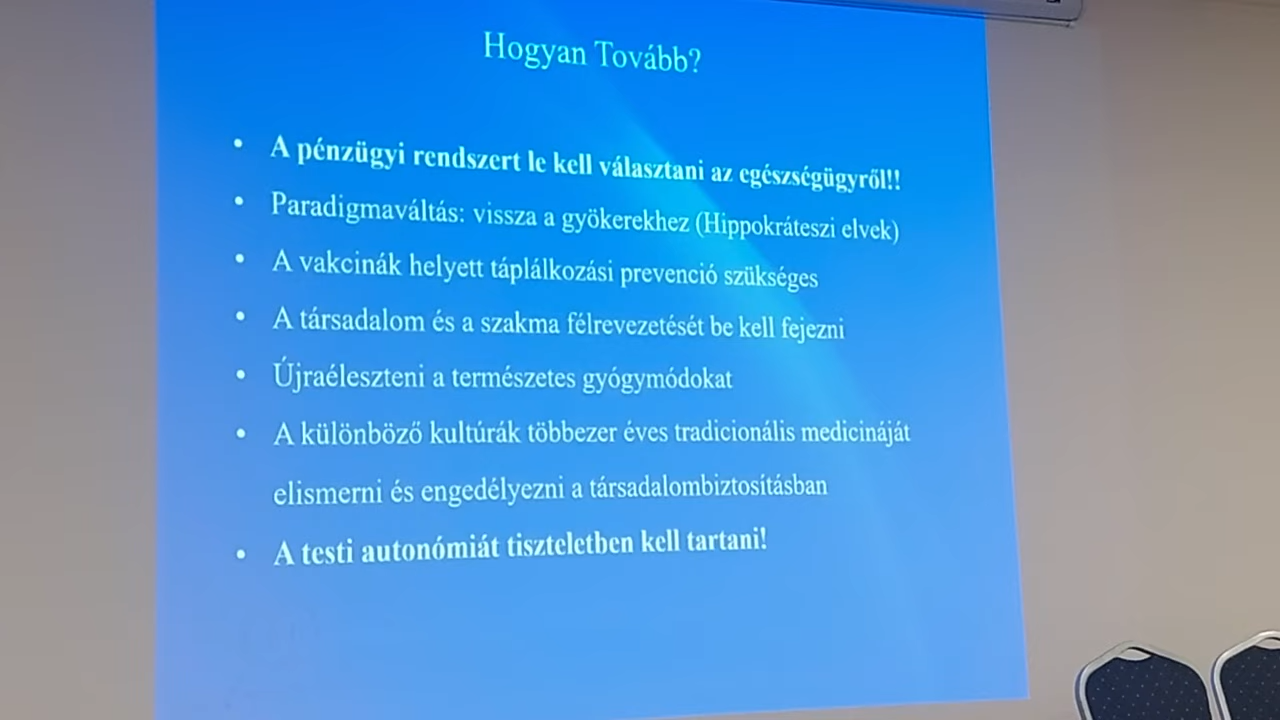 Hogyan Tovább?
• A pénzügyi rendszert le kell választani az egészségügyről!!
• Paradigmaváltás: vissza a gyökerekhez (Hippokráteszi elvek)
• A vakcinák helyett táplálkozási prevenció szükséges
• A társadalom és a szakma félrevezetését be kell fejezni
• Újraéleszteni a természetes gyógymódokat
• A különböző kultúrák többezer éves tradicionális medicináját
elismerni és engedélyezni a társadalombiztosításban
• A testi autonómiát tiszteletben kell tartani!